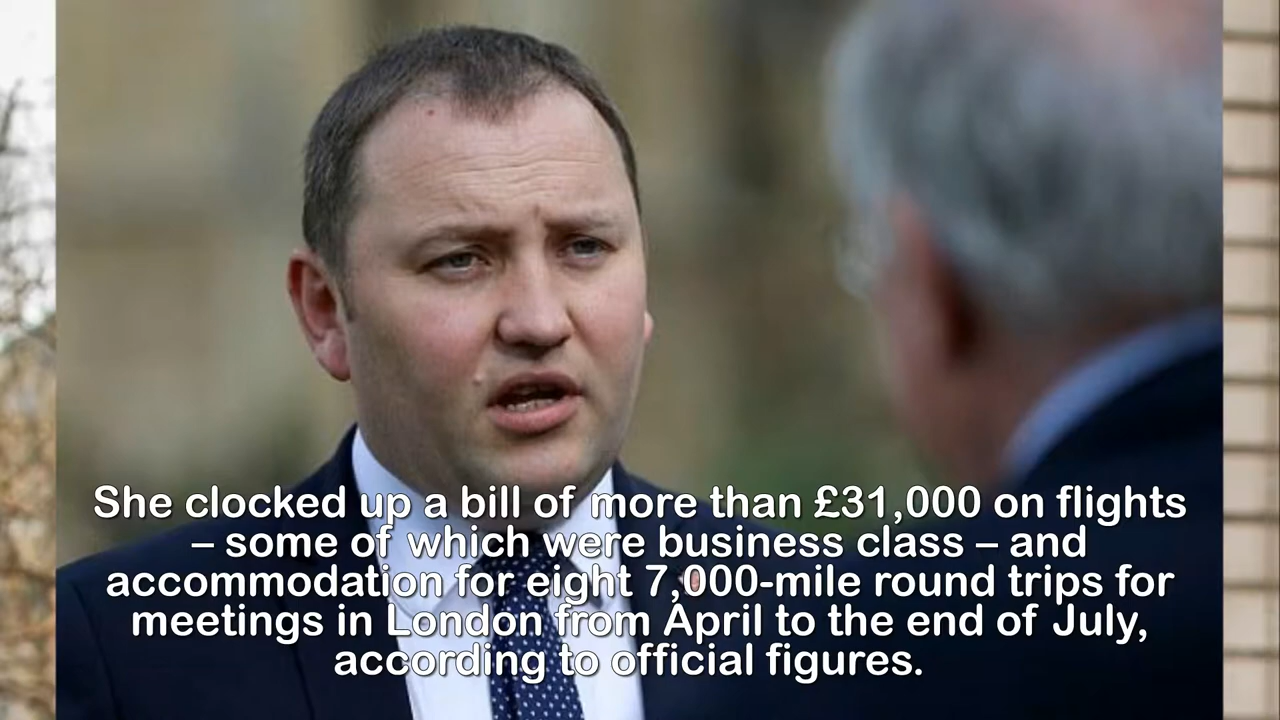 She clocked up a bill of more than £31,000 on flights
– some of which were business class – and
accommodation for eight 7,000-mile round trips for
meetings in London from April to the end of July,
according to official figures.